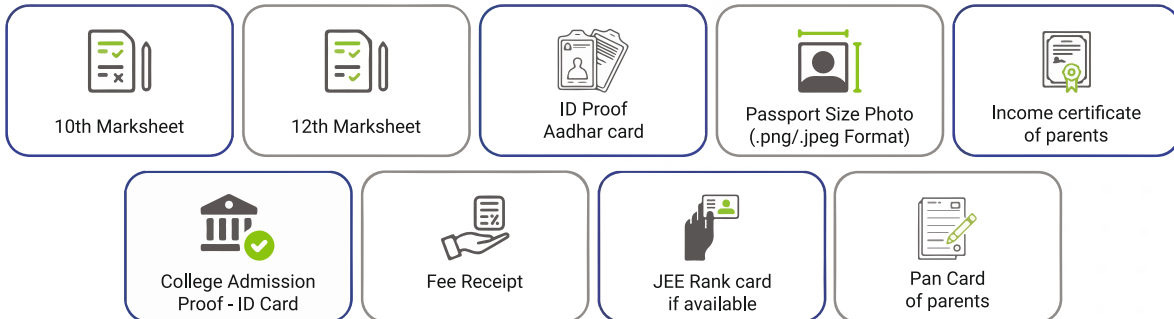 10th Marksheet
12th Marksheet
ID Proof
Aadhar card
Passport Size Photo
(.png/.jpeg Format)
Income certificate
of parents
College Admission
Proof - ID Card
Fee Receipt
JEE Rank card
if available
Pan Card
of parents